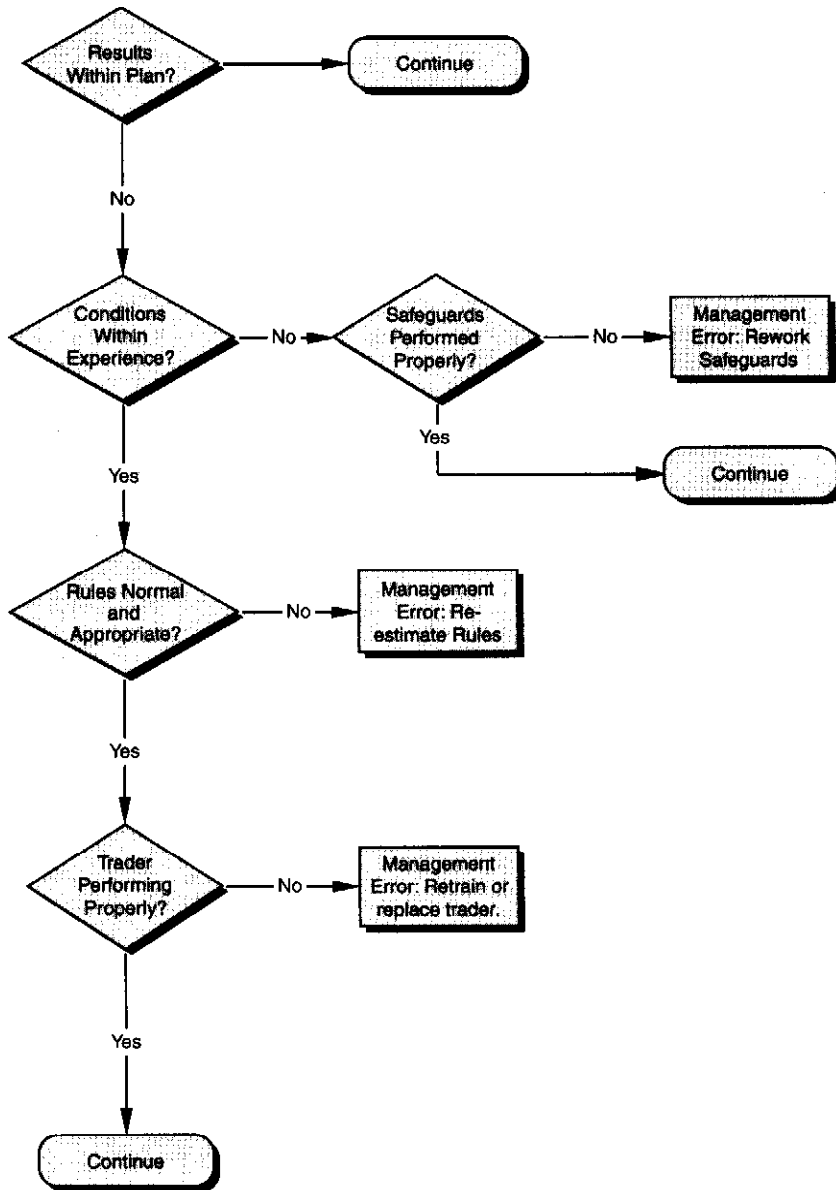 Results
Within Plan?
Continue
No
Conditions
Within
Experience?
No
Safeguards
Performed
Properly?
No
Management
Error: Rework
Safeguards
Yes
Continue
Yes
Rules Normal
and
Appropriate?
No
Management
Error: Re-
estimate Rules
Yes
Trader
Performing
Properly?
No
Management
Error: Retrain or
replace trader.
Yes
Continue